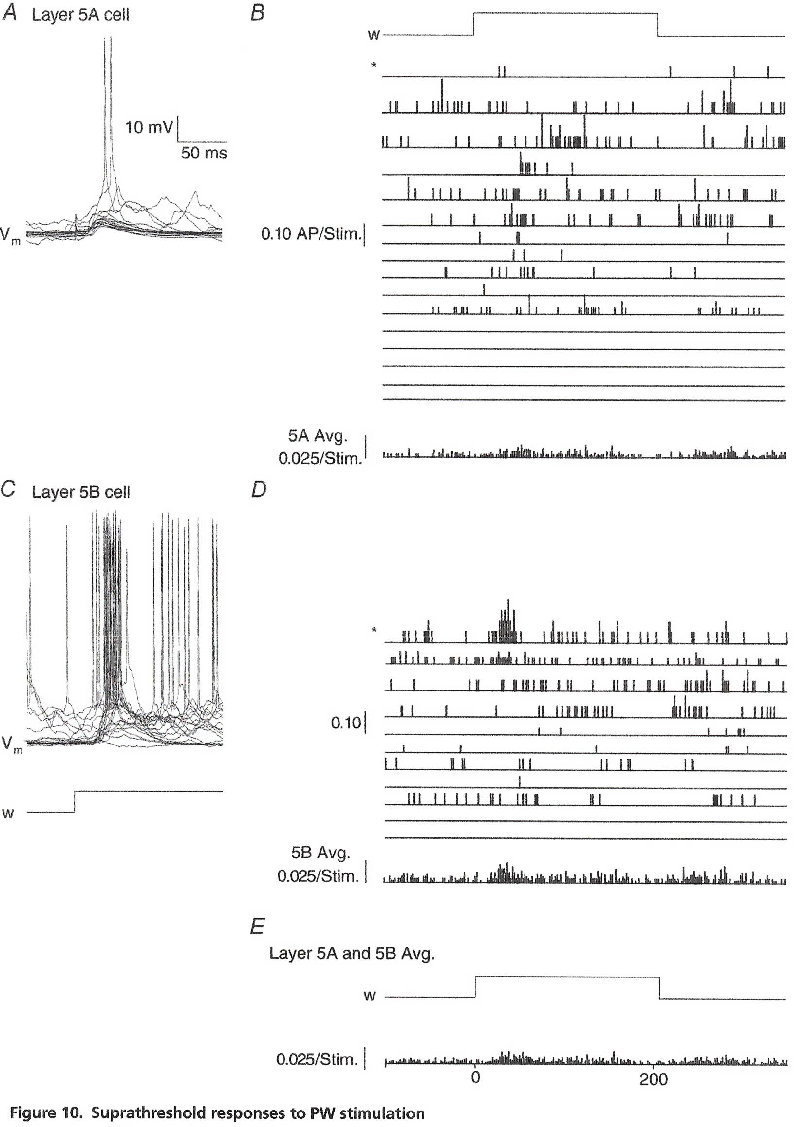 A Layer 5A cell
10 mV
50 ms
Vm
B
w
*
0.10 AP/Stim.
5A Avg.
0.025/Stim.
C Layer 5B cell
Vm
w
D
*
0.10
5B Avg.
0.025/Stim.
E
Layer 5A and 5B Avg.
w
0.025/Stim.
0 200
Figure 10. Suprathreshold responses to PW stimulation